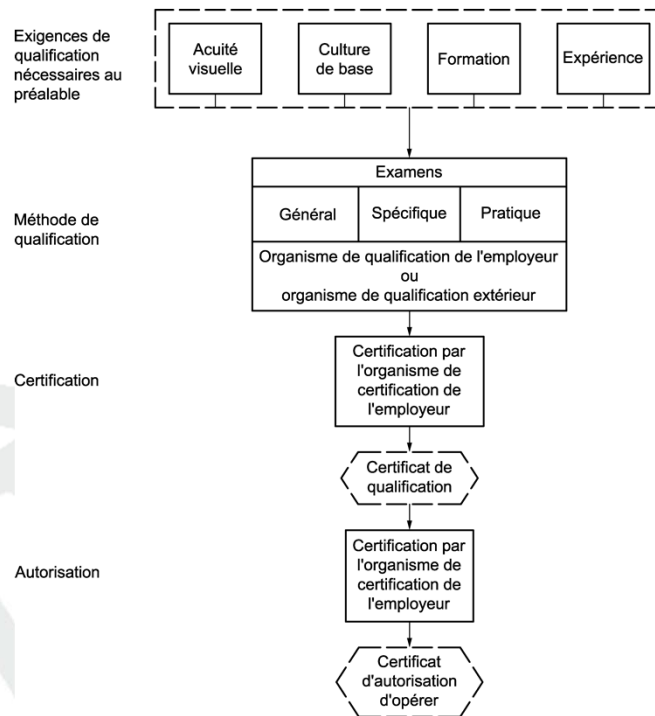 Exigences de
qualification
nécessaires au
préalable
Acuité
visuelle
Culture
de base
Formation
Expérience
Méthode de
qualification
Examens
Général
Spécifique
Pratique
Organisme de qualification de l'employeur
ou
organisme de qualification extérieur
Certification
Certification par
l'organisme de
certification de
l'employeur
Certificat de
qualification
Autorisation
Certification par
l'organisme de
certification de
l'employeur
Certificat
d'autorisation
d'opérer